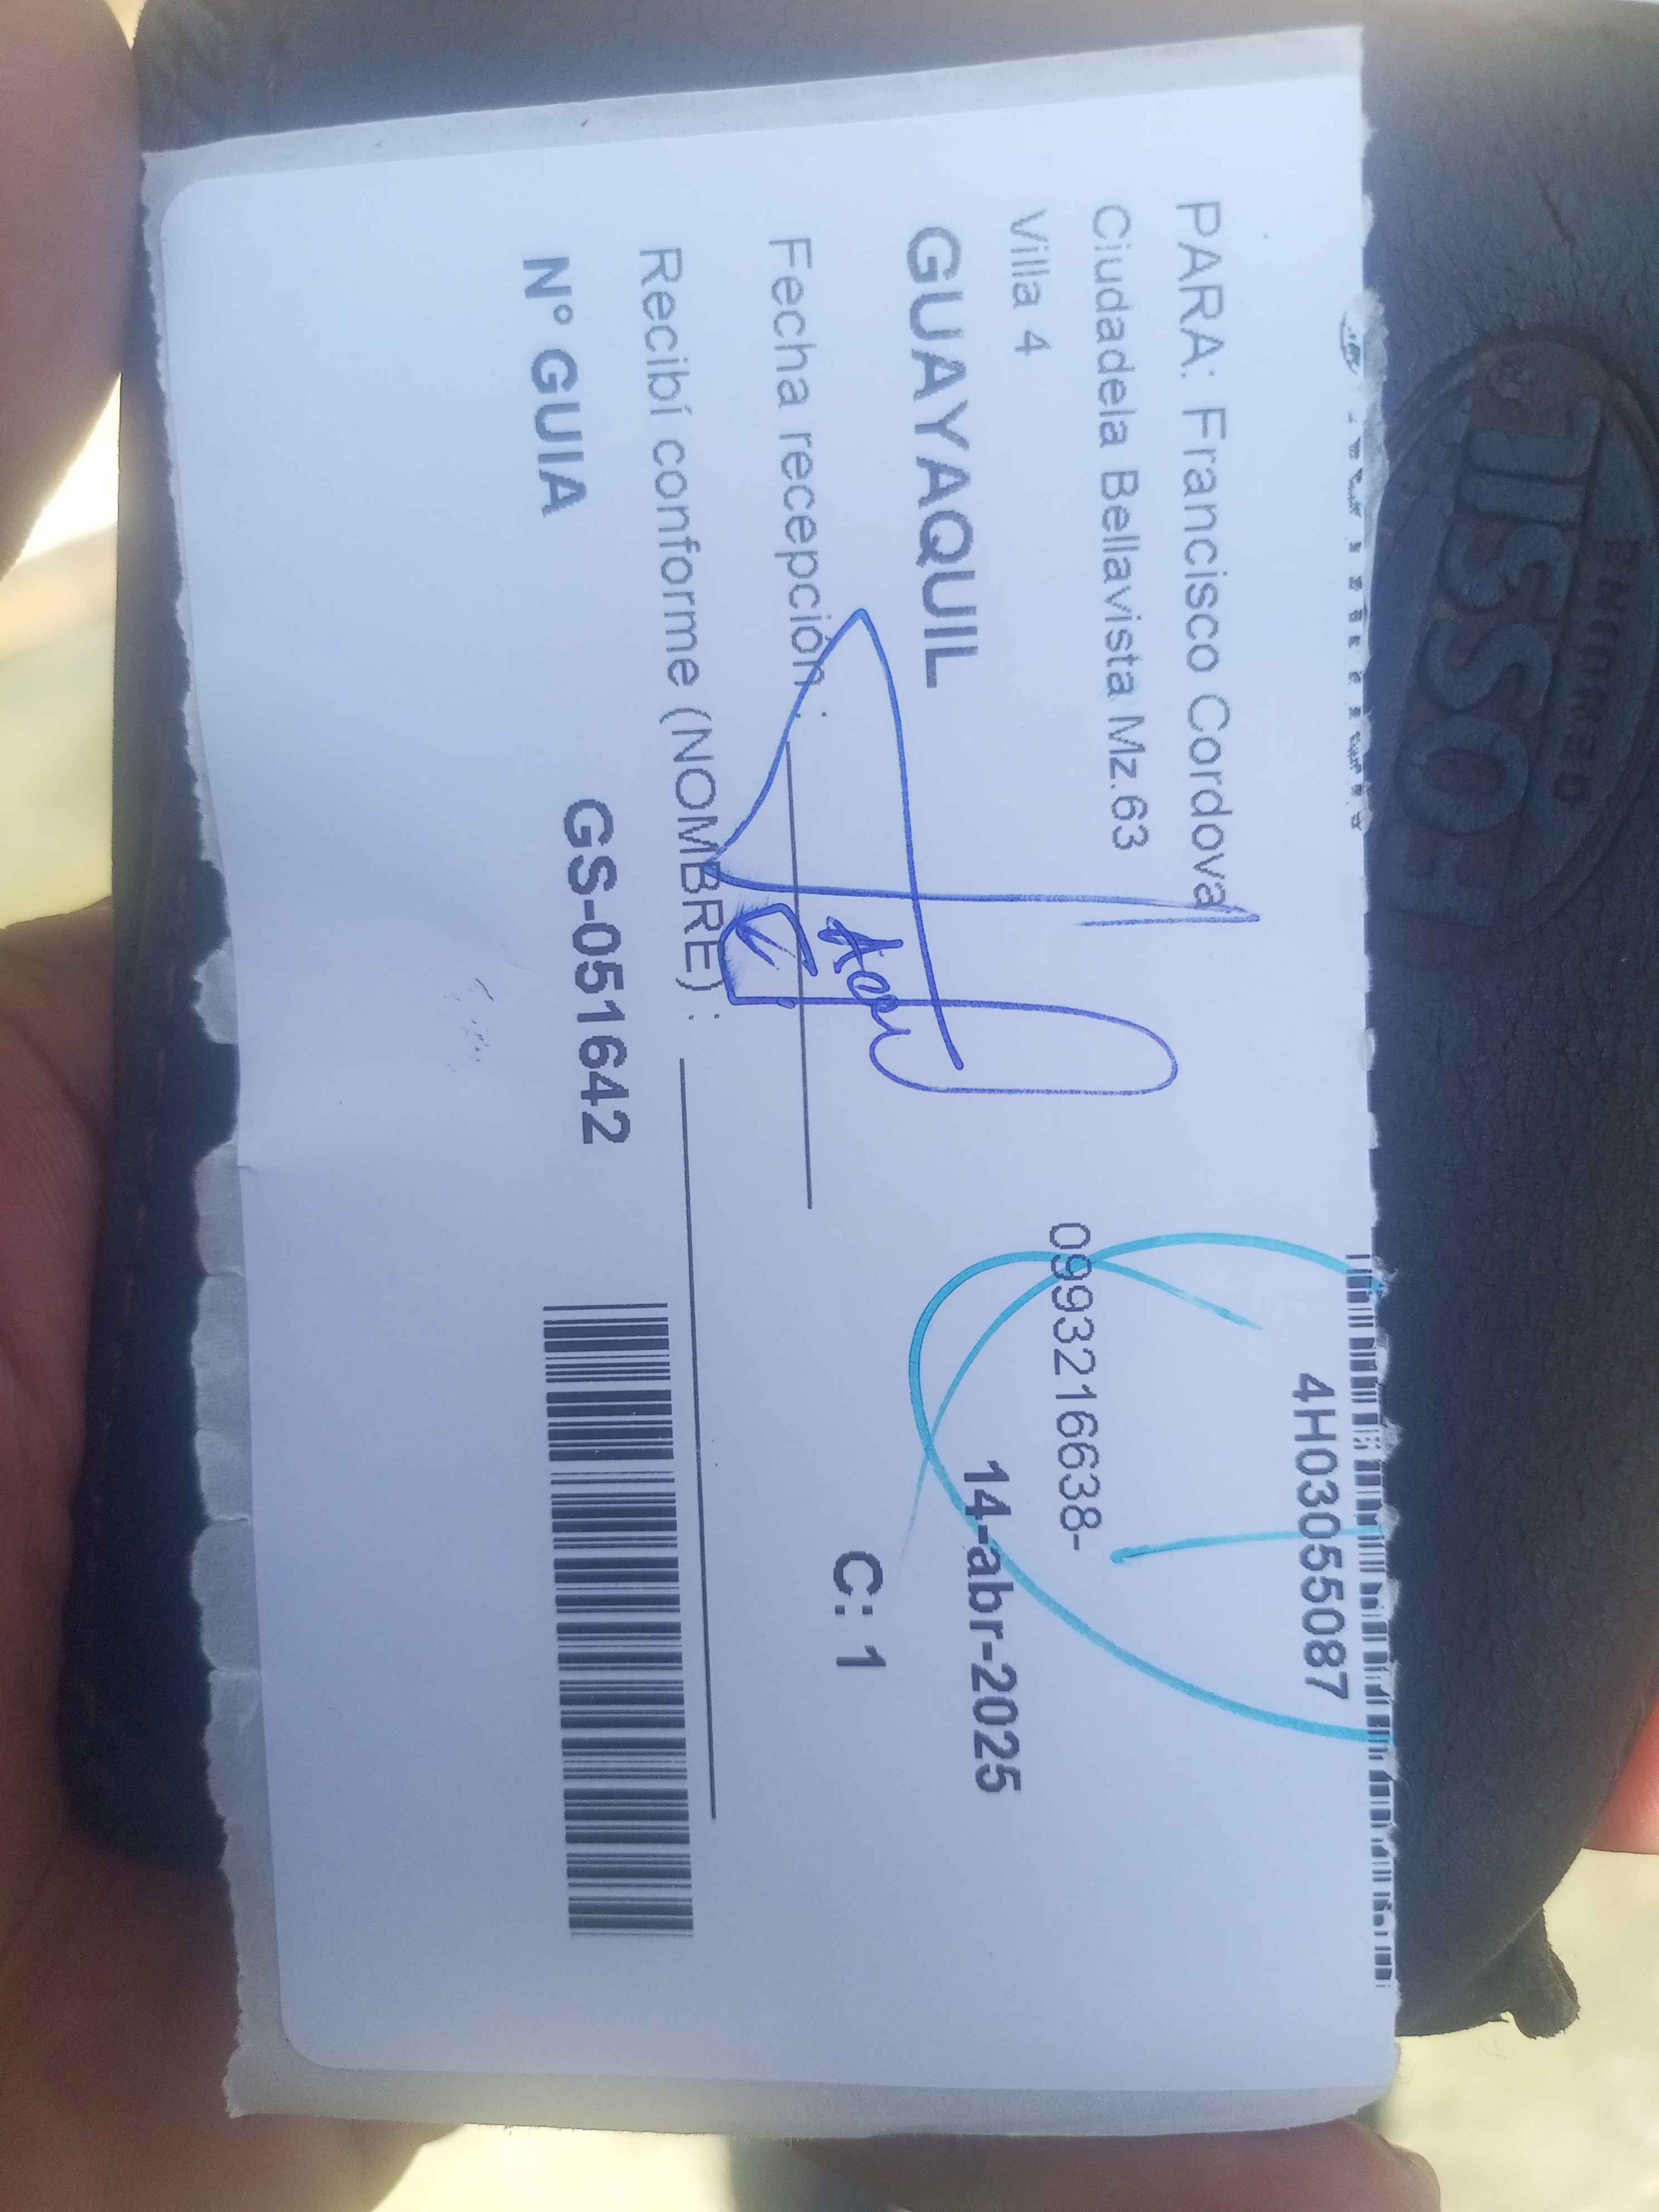 4H03055087
PARA: Francisco Cordova
Ciudadela Bellavista Mz.63
Villa 4
0993216638-
GUAYAQUIL
14-abr-2025
Fecha recepción :
C: 1
Recibí conforme (NOMBRE) :
N° GUIA GS-051642